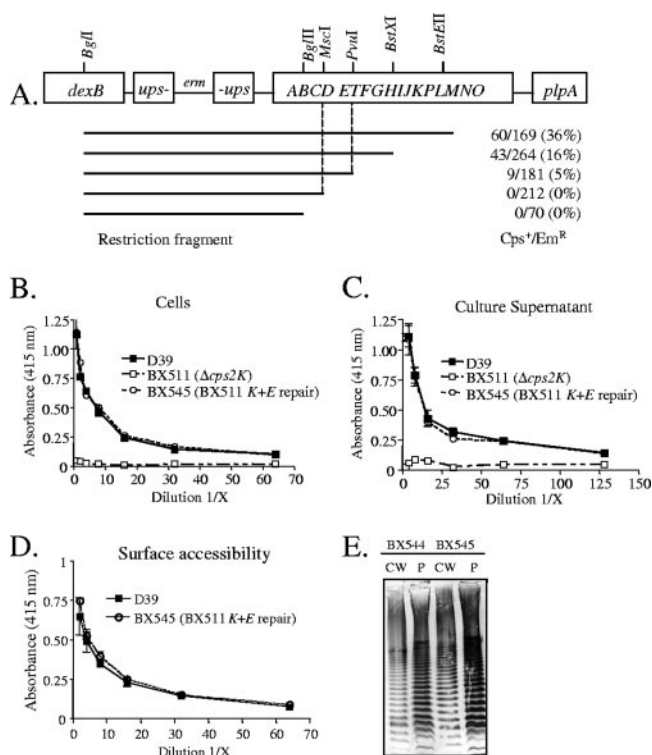 BglI
BglII
MscI
PvuI
BstXI
BstEII
A.
dexB
ups-
erm
-ups
ABCD ETFGHIJKPLMNO
plpA
60/169 (36%)
43/264 (16%)
9/181 (5%)
0/212 (0%)
0/70 (0%)
Restriction fragment
Cps⁺/Emᴿ
B.
Cells
Absorbance (415 nm)
1.25
1.00
0.75
0.50
0.25
0
D39
BX511 (Δcps2K)
BX545 (BX511 K+E repair)
0 10 20 30 40 50 60 70
Dilution 1/X
C.
Culture Supernatant
Absorbance (415 nm)
1.25
1.00
0.75
0.50
0.25
0
D39
BX511 (Δcps2K)
BX545 (BX511 K+E repair)
0 25 50 75 100 125 150
Dilution 1/X
D.
Surface accessibility
Absorbance (415 nm)
1
0.75
0.50
0.25
0
D39
BX545 (BX511 K+E repair)
0 10 20 30 40 50 60 70
Dilution 1/X
E.
BX544 BX545
CW P CW P